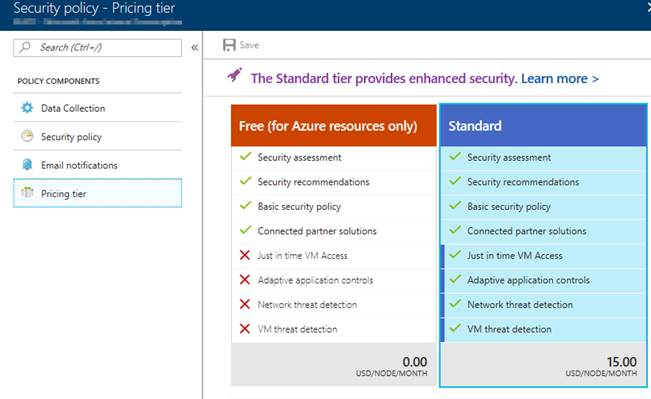 Security policy - Pricing tier
Search (Ctrl+/)
«
Save
POLICY COMPONENTS
The Standard tier provides enhanced security. Learn more >
Data Collection
Security policy
Email notifications
Pricing tier
Free (for Azure resources only)
Security assessment
Security recommendations
Basic security policy
Connected partner solutions
Just in time VM Access
Adaptive application controls
Network threat detection
VM threat detection
0.00
USD/NODE/MONTH
Standard
Security assessment
Security recommendations
Basic security policy
Connected partner solutions
Just in time VM Access
Adaptive application controls
Network threat detection
VM threat detection
15.00
USD/NODE/MONTH